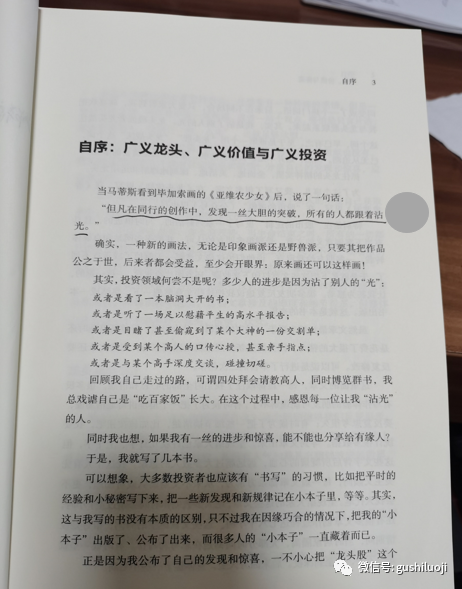 自序 3
自序：广义龙头、广义价值与广义投资
当马蒂斯看到毕加索画的《亚维农少女》后，说了一句话：
“但凡在同行的创作中，发现一丝大胆的突破，所有的人都跟着沾
光。”
确实，一种新的画法，无论是印象画派还是野兽派，只要其把作品
公之于世，后来者都会受益，至少会开眼界：原来画还可以这样画！
其实，投资领域何尝不是呢？多少人的进步是因为沾了别人的“光”：
或者是看了一本脑洞大开的书；
或者是听了一场足以慰藉平生的高水平报告；
或者是目睹了甚至偷窥到了某个大神的一份交割单；
或者是受到某个高人的口传心授，甚至亲手指点；
或者是与某个高手深度交谈，碰撞切磋。
回顾我自己走过的路，可谓四处拜会请教高人，同时博览群书，我
总戏谑自己是“吃百家饭”长大。在这个过程中，感恩每一位让我“沾光”
的人。
同时我也想，如果我有一丝的进步和惊喜，能不能也分享给有缘人？
于是，我就写了几本书。
可以想象，大多数投资者也应该有“书写”的习惯，比如把平时的
经验和小秘密写下来，把一些新发现和新规律记在小本子里，等等。其实，
这与我写的书没有本质的区别，只不过我在因缘巧合的情况下，把我的“小
本子”出版了、公布了出来，而很多人的“小本子”一直藏着而已。
正是因为我公布了自己的发现和惊喜，一不小心把“龙头股”这个
微信号: gushiluoji